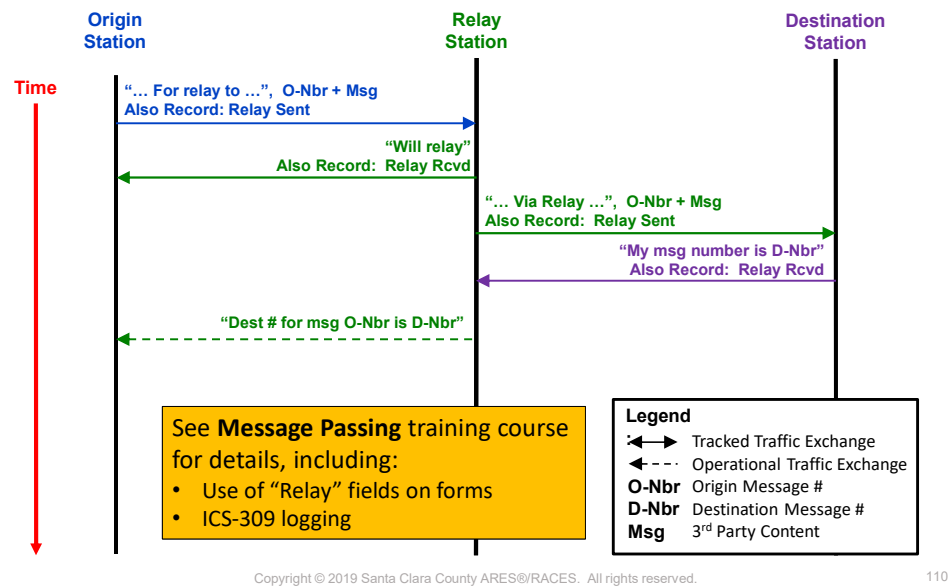 Origin
Station
Relay
Station
Destination
Station
Time
“... For relay to ...”,  O-Nbr + Msg
Also Record: Relay Sent
“Will relay”
Also Record:  Relay Rcvd
“... Via Relay ...”,  O-Nbr + Msg
Also Record:  Relay Sent
“My msg number is D-Nbr”
Also Record:  Relay Rcvd
“Dest # for msg O-Nbr is D-Nbr”
See Message Passing training course
for details, including:
• Use of “Relay” fields on forms
• ICS-309 logging
Legend
Tracked Traffic Exchange
Operational Traffic Exchange
O-Nbr Origin Message #
D-Nbr Destination Message #
Msg 3rd Party Content
Copyright © 2019 Santa Clara County ARES®/RACES.  All rights reserved.
110